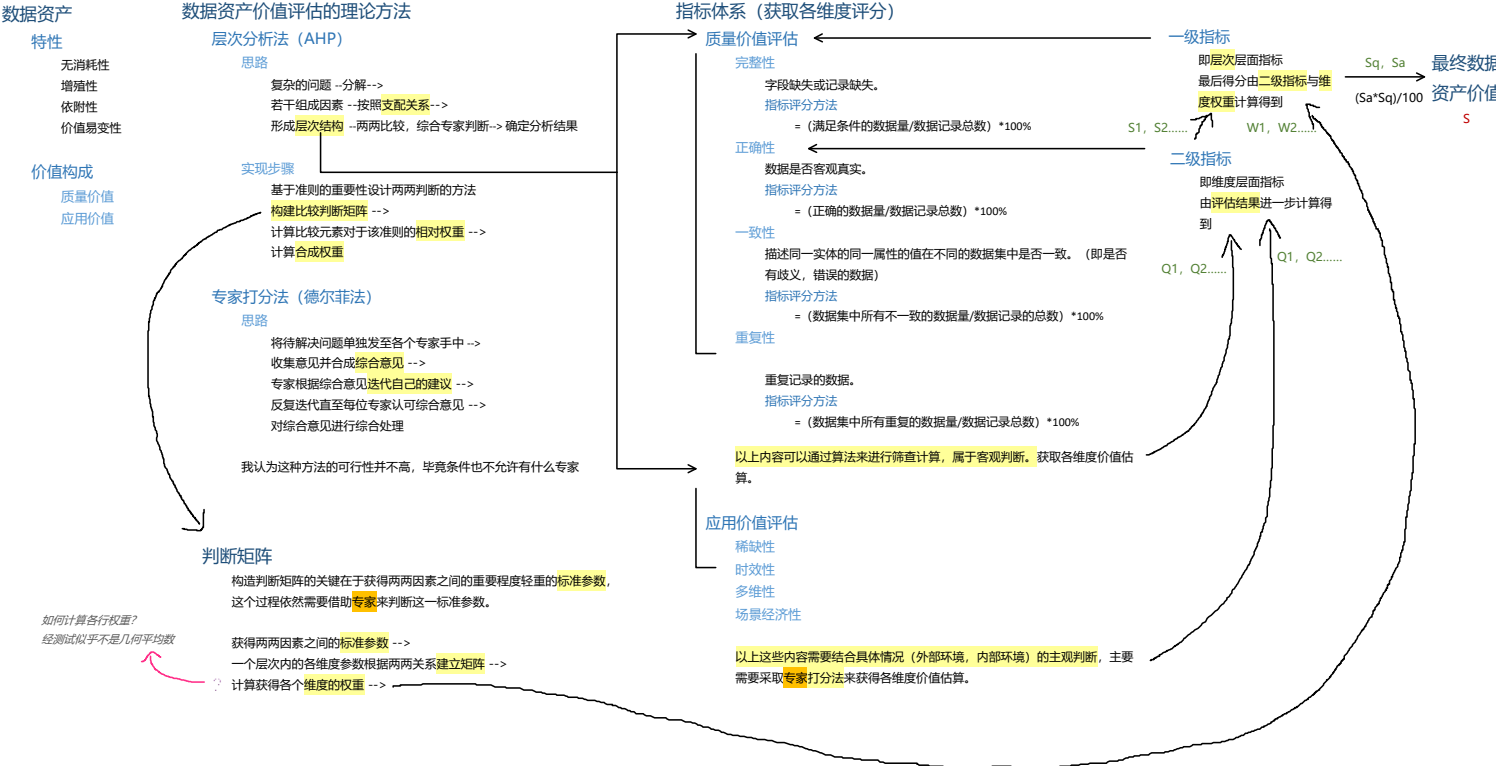 数据资产
特性
无消耗性
增殖性
依附性
价值易变性
价值构成
质量价值
应用价值
数据资产价值评估的理论方法
层次分析法（AHP）
思路
复杂的问题 --分解-->
若干组成因素 --按照支配关系-->
形成层次结构 --两两比较，综合专家判断--> 确定分析结果
实现步骤
基于准则的重要性设计两两判断的方法
构建比较判断矩阵 -->
计算比较元素对于该准则的相对权重 -->
计算合成权重
专家打分法（德尔菲法）
思路
将待解决问题单独发至各个专家手中 -->
收集意见并合成综合意见 -->
专家根据综合意见迭代自己的建议 -->
反复迭代直至每位专家认可综合意见 -->
对综合意见进行综合处理
我认为这种方法的可行性并不高，毕竟条件也不允许有什么专家
判断矩阵
构造判断矩阵的关键在于获得两两因素之间的重要程度轻重的标准参数，
这个过程依然需要借助专家来判断这一标准参数。
获得两两因素之间的标准参数 -->
一个层次内的各维度参数根据两两关系建立矩阵 -->
? 计算获得各个维度的权重 -->
如何计算各行权重？
经测试似乎不是几何平均数
指标体系（获取各维度评分）
质量价值评估
完整性
字段缺失或记录缺失。
指标评分方法
=（满足条件的数据量/数据记录总数）*100%
正确性
数据是否客观真实。
指标评分方法
=（正确的数据量/数据记录总数）*100%
一致性
描述同一实体的同一属性的值在不同的数据集中是否一致。（即是否
有歧义，错误的数据）
指标评分方法
=（数据集中所有不一致的数据量/数据记录的总数）*100%
重复性
重复记录的数据。
指标评分方法
=（数据集中所有重复的数据量/数据记录总数）*100%
以上内容可以通过算法来进行筛查计算，属于客观判断。获取各维度价值估
算。
应用价值评估
稀缺性
时效性
多维性
场景经济性
以上这些内容需要结合具体情况（外部环境，内部环境）的主观判断，主要
需要采取专家打分法来获得各维度价值估算。
一级指标
即层次层面指标
最后得分由二级指标与维
度权重计算得到
S1，S2......
W1，W2......
二级指标
即维度层面指标
由评估结果进一步计算得
到
Q1，Q2......
Q1，Q2......
Sq，Sa
(Sa*Sq)/100
最终数据
资产价值
S